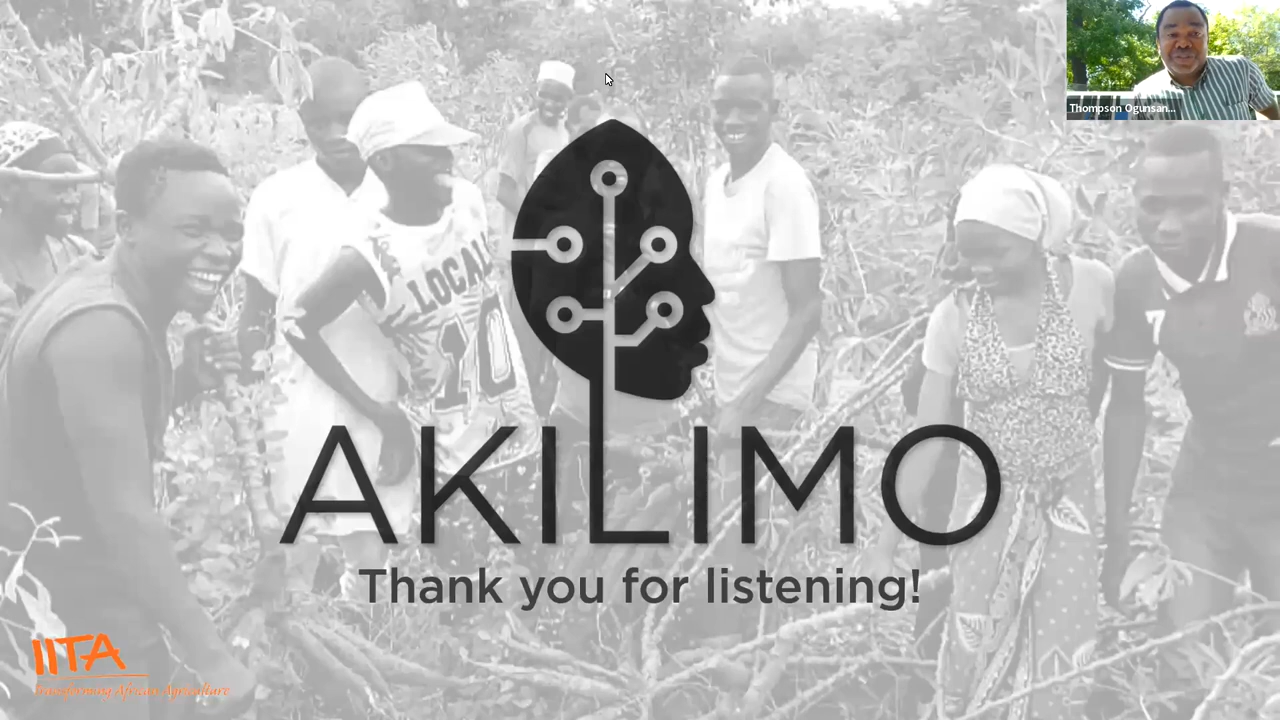 Thompson Ogunsan...
LOCAL
10
AKILIMO
Thank you for listening!
IITA
Transforming African Agriculture